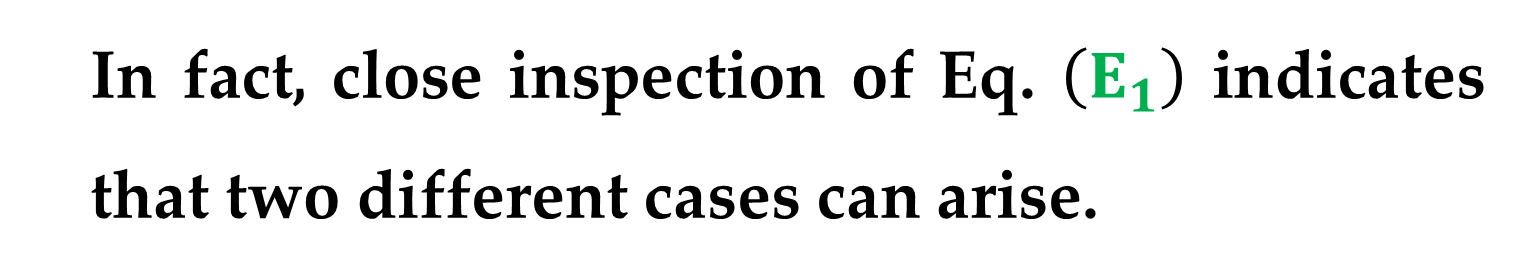 In fact, close inspection of Eq. (E₁) indicates
that two different cases can arise.